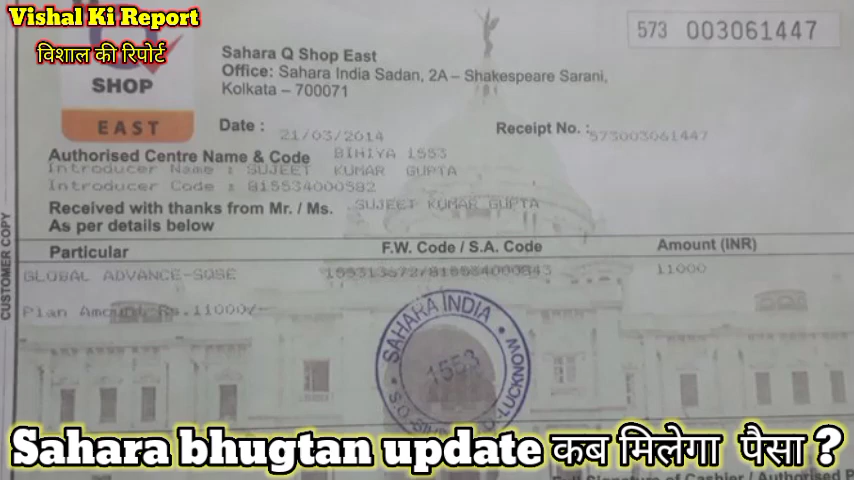 Vishal Ki Report
विशाल की रिपोर्ट
573 003061447
Sahara Q Shop East
Office: Sahara India Sadan, 2A – Shakespeare Sarani,
Kolkata – 700071
SHOP
EAST
Date : 21/03/2014 Receipt No. : 573003061447
Authorised Centre Name & Code BIHIYA 1553
Introducer Name : SUJEET KUMAR GUPTA
Introducer Code : 815534000582
Received with thanks from Mr. / Ms. SUJEET KUMAR GUPTA
As per details below
CUSTOMER COPY
Particular F.W. Code / S.A. Code Amount (INR)
GLOBAL ADVANCE-SQSE 11000
Plan Amount Rs.11000/-
SAHARA INDIA
1553
LUCKNOW
Sahara bhugtan update कब मिलेगा पैसा ?